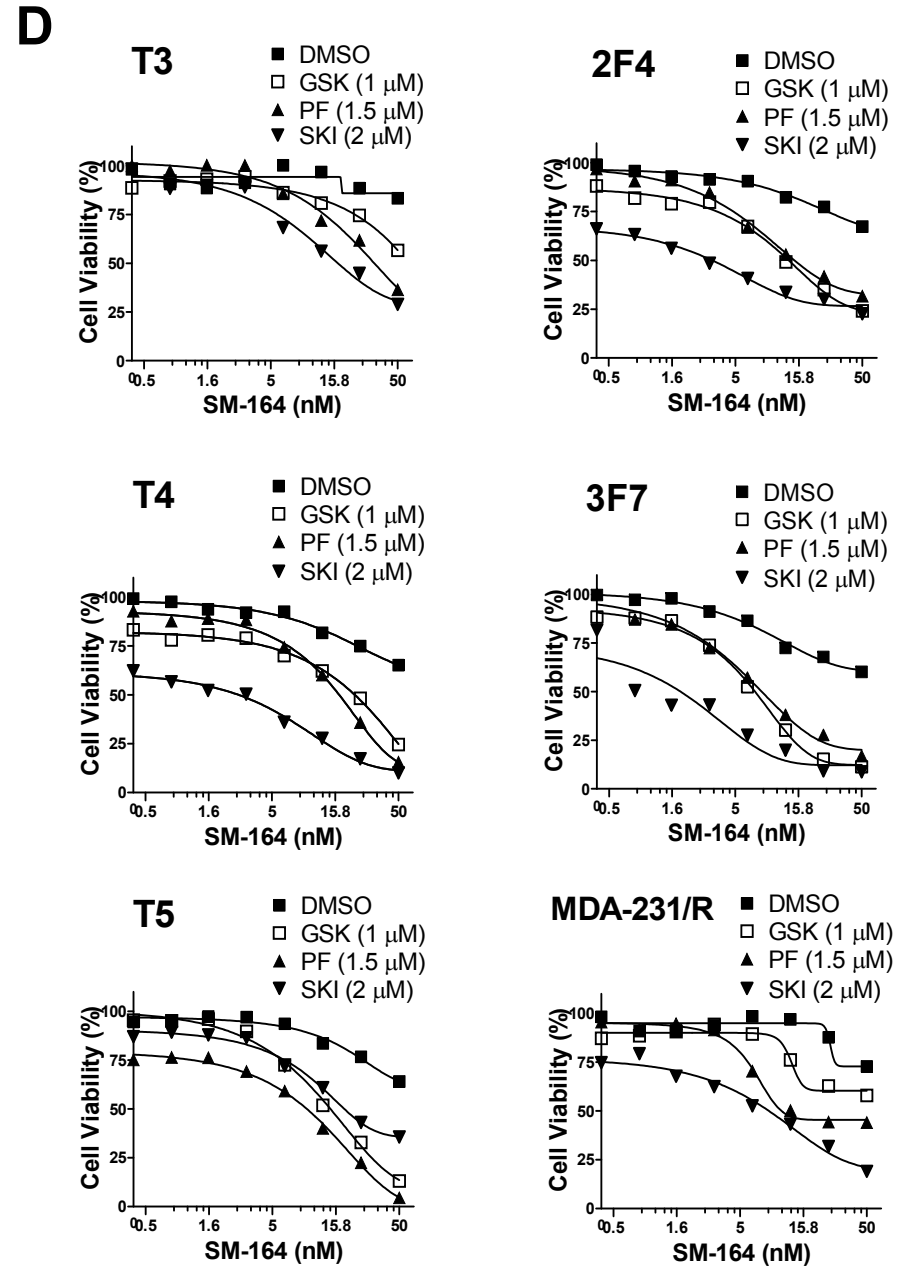 D
T3
DMSO
GSK (1 μM)
PF (1.5 μM)
SKI (2 μM)
Cell Viability (%)
100
75
50
25
0
0 0.5 1.6 5 15.8 50
SM-164 (nM)
2F4
DMSO
GSK (1 μM)
PF (1.5 μM)
SKI (2 μM)
Cell Viability (%)
100
75
50
25
0
0 0.5 1.6 5 15.8 50
SM-164 (nM)
T4
DMSO
GSK (1 μM)
PF (1.5 μM)
SKI (2 μM)
Cell Viability (%)
100
75
50
25
0
0 0.5 1.6 5 15.8 50
SM-164 (nM)
3F7
DMSO
GSK (1 μM)
PF (1.5 μM)
SKI (2 μM)
Cell Viability (%)
100
75
50
25
0
0 0.5 1.6 5 15.8 50
SM-164 (nM)
T5
DMSO
GSK (1 μM)
PF (1.5 μM)
SKI (2 μM)
Cell Viability (%)
100
75
50
25
0
0 0.5 1.6 5 15.8 50
SM-164 (nM)
MDA-231/R
DMSO
GSK (1 μM)
PF (1.5 μM)
SKI (2 μM)
Cell Viability (%)
100
75
50
25
0
0 0.5 1.6 5 15.8 50
SM-164 (nM)